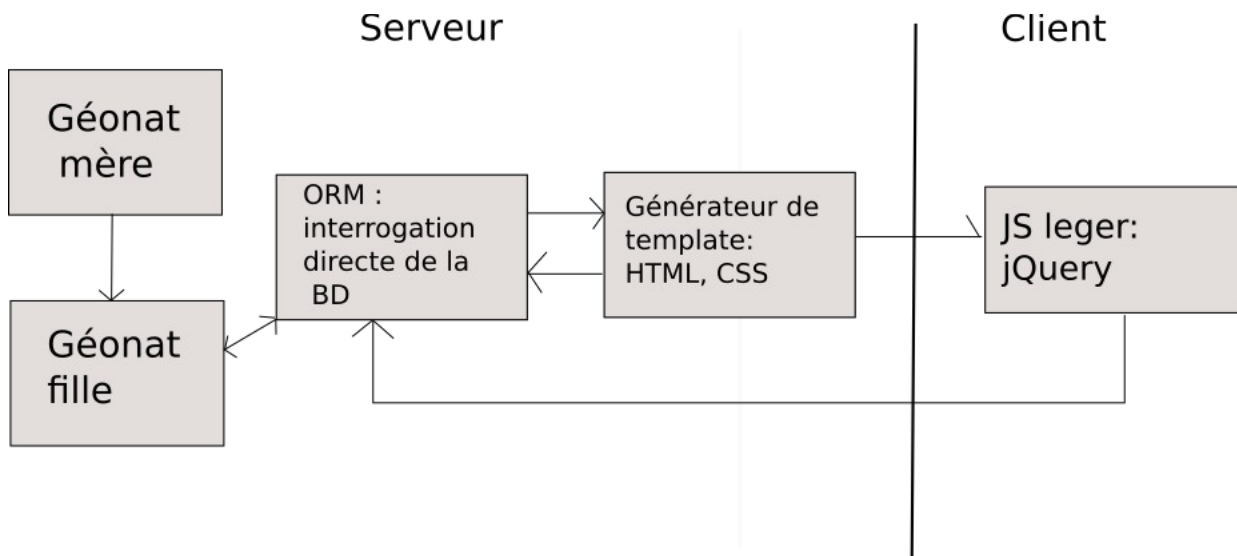 Serveur
Client
Géonat
mère
ORM :
interrogation
directe de la
BD
Générateur de
template:
HTML, CSS
JS leger:
jQuery
Géonat
fille